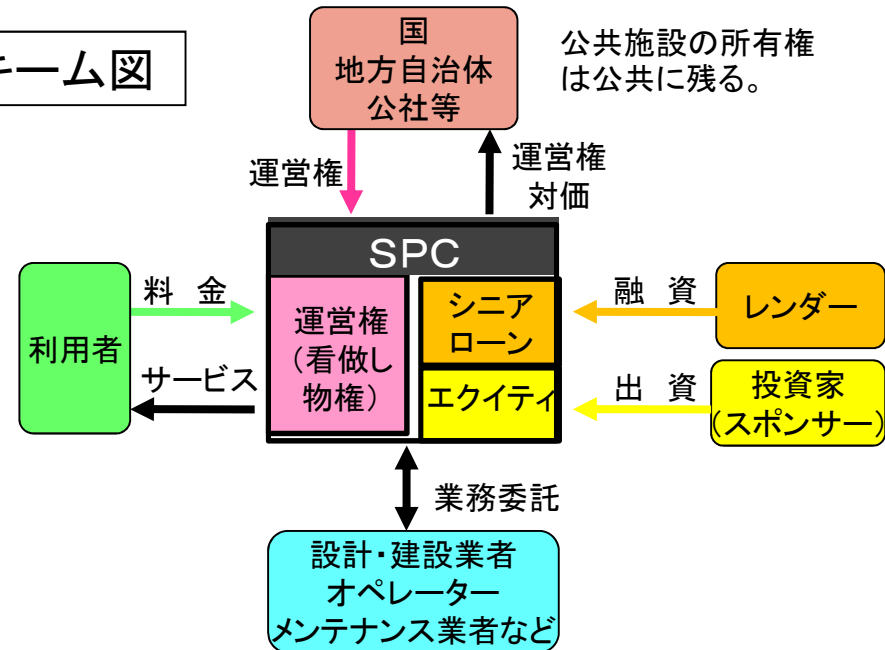 キーム図
国
地方自治体
公社等
公共施設の所有権
は公共に残る。
運営権
運営権
対価
SPC
料 金
利用者
サービス
運営権
(看做し
物権)
シニア
ローン
エクイティ
融 資
レンダー
出 資
投資家
(スポンサー)
業務委託
設計・建設業者
オペレーター
メンテナンス業者など